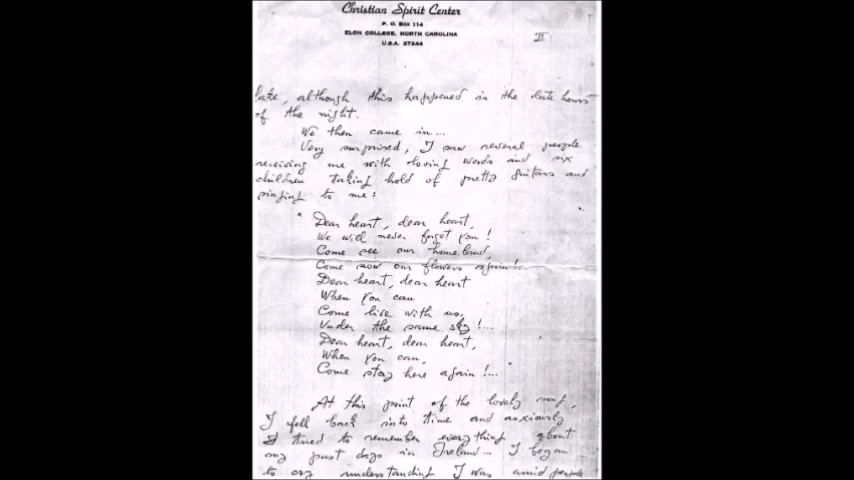 Christian Spirit Center
P. O. Box 114
ELON COLLEGE, NORTH CAROLINA
U.S.A. 27244
II
lake, although this happened in the late hours
of the night.
We then came in...
Very surprised, I saw several people
receiving me with loving words and six
children taking hold of pretty guitars and
singing to me:
" Dear heart, dear heart,
We will never forget you!
Come see our homeland
Come now our flowers again!..
Dear heart, dear heart
When you can
Come live with us,
Under the same sky!...
Dear heart, dear heart,
When you can,
Come stay here again!... "
At this point of the lovely song,
I fell back into time and anxiously
I tried to remember everything about
my past days in Ireland... I began
to cry understanding I was amid people